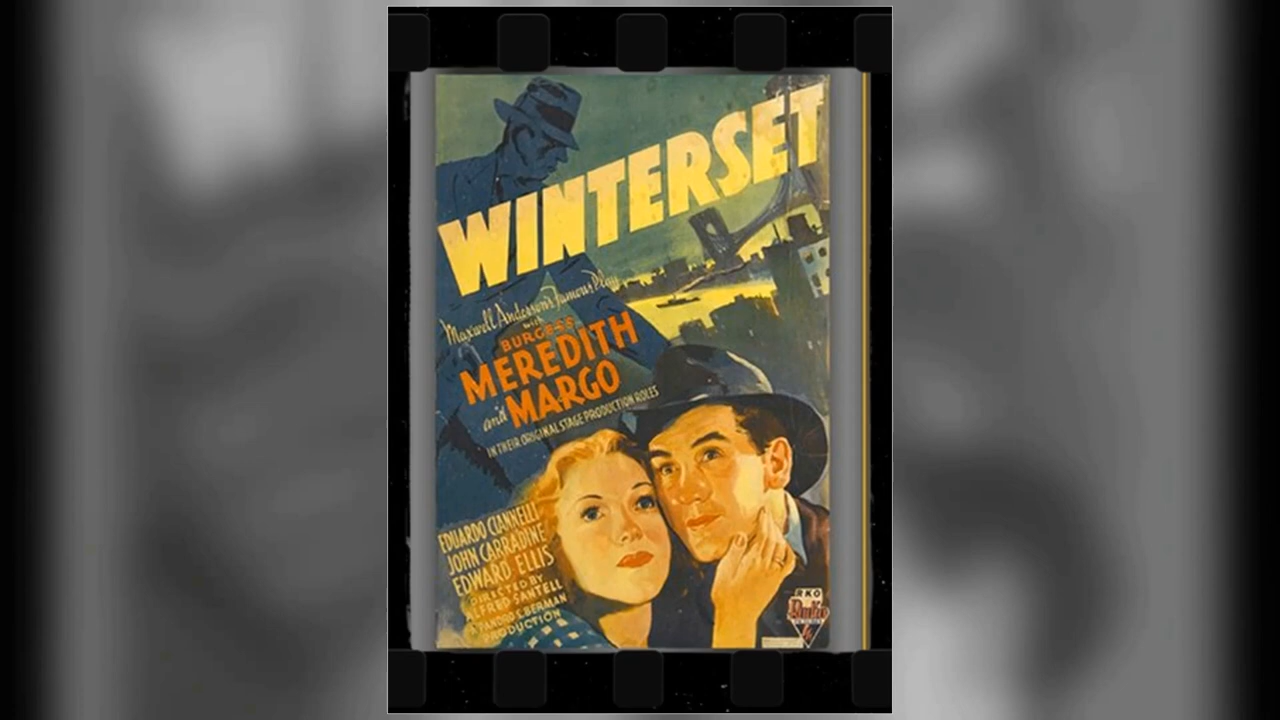 WINTERSET
Maxwell Anderson's famous Play
with
BURGESS
MEREDITH
and MARGO
IN THEIR ORIGINAL STAGE PRODUCTION ROLES
EDUARDO CIANNELLI
JOHN CARRADINE
EDWARD ELLIS
DIRECTED BY
ALFRED SANTELL
A PANDRO S. BERMAN
PRODUCTION
RKO
Radio
PICTURES